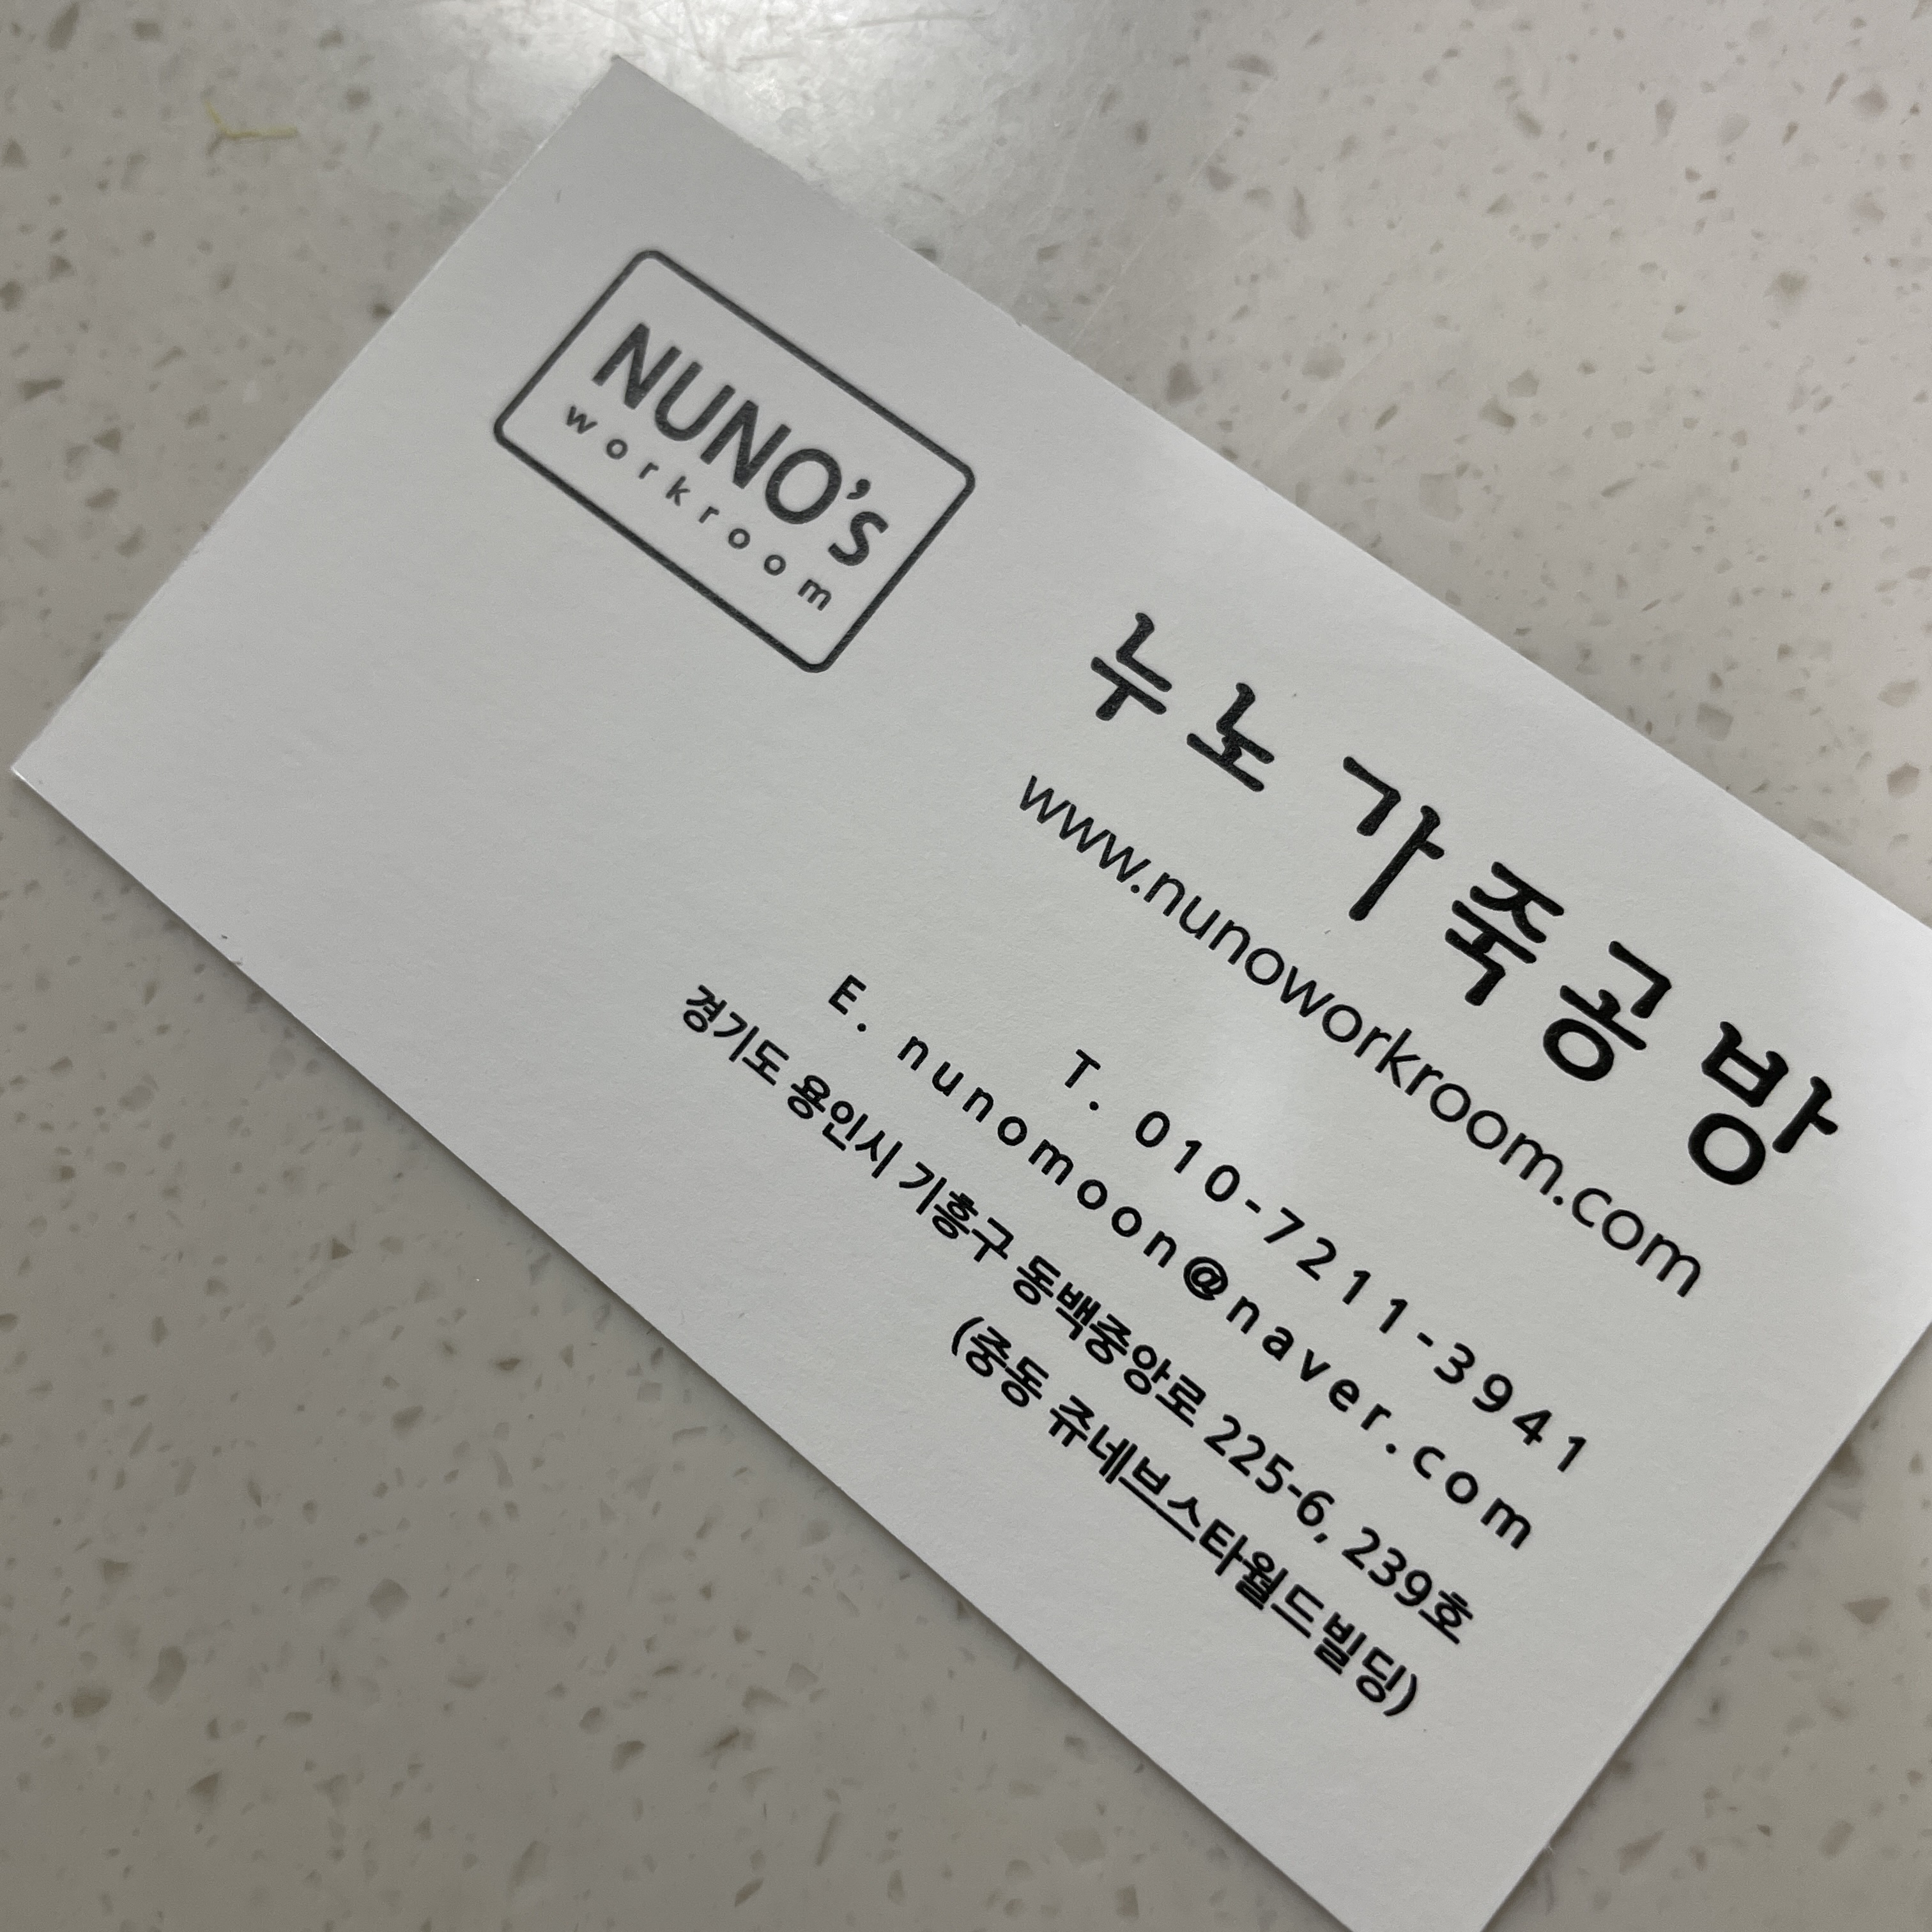 NUNO's
workroom
누노 가죽공방
www.nunoworkroom.com
T. 010-7211-3941
E. nunomoon@naver.com
경기도 용인시 기흥구 동백중앙로 225-6, 239호
(중동 쥬네브스타월드빌딩)